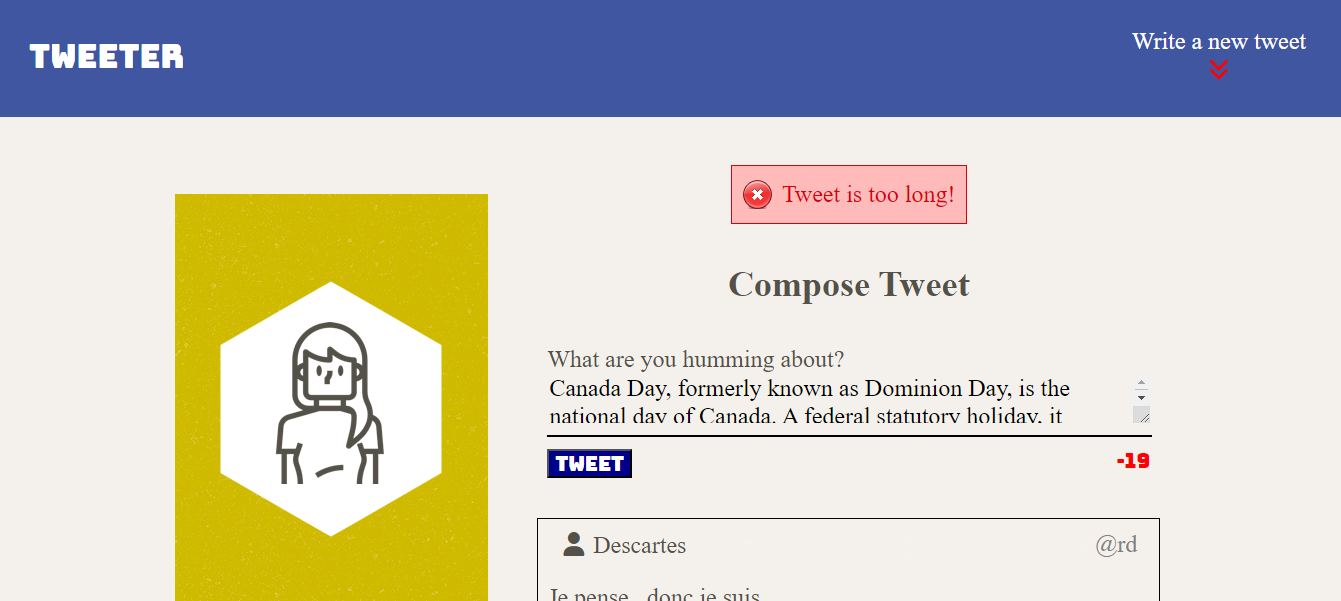 TWEETER
Write a new tweet
Tweet is too long!
Compose Tweet
What are you humming about?
Canada Day, formerly known as Dominion Day, is the
national day of Canada. A federal statutory holiday, it
TWEET
-19
Descartes
@rd
Je pense , donc je suis